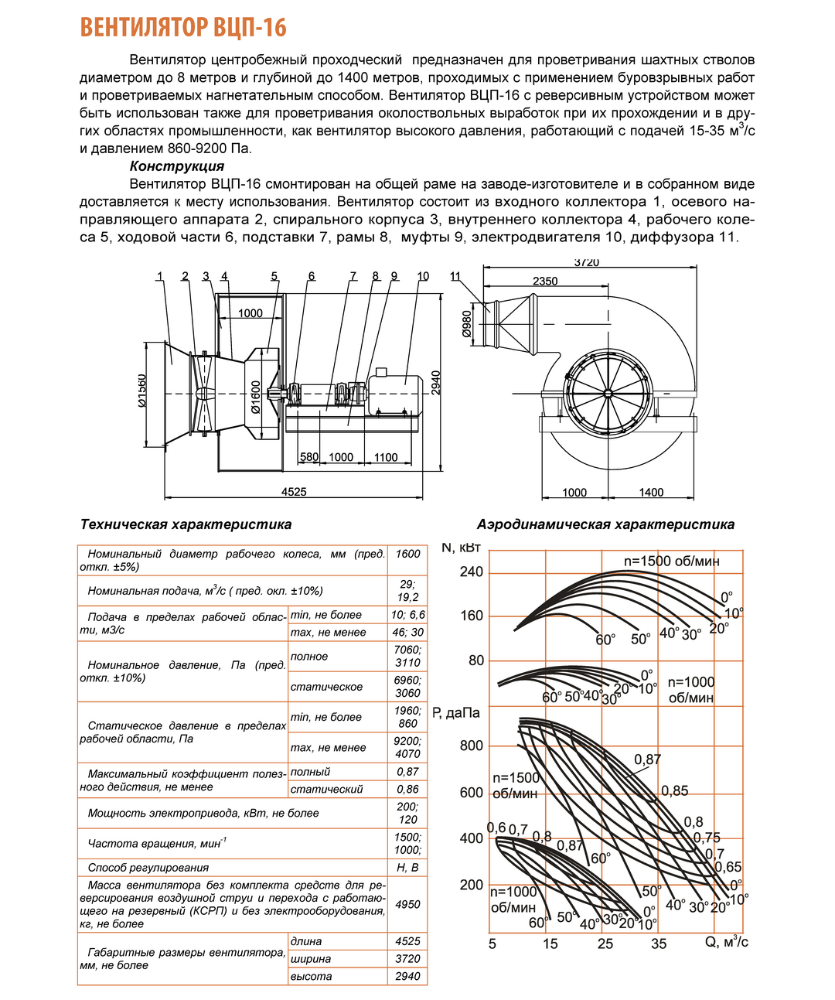 ВЕНТИЛЯТОР ВЦП-16
Вентилятор центробежный проходческий предназначен для проветривания шахтных стволов
диаметром до 8 метров и глубиной до 1400 метров, проходимых с применением буровзрывных работ
и проветриваемых нагнетательным способом. Вентилятор ВЦП-16 с реверсивным устройством может
быть использован также для проветривания околоствольных выработок при их прохождении и в дру-
гих областях промышленности, как вентилятор высокого давления, работающий с подачей 15-35 м³/с
и давлением 860-9200 Па.
Конструкция
Вентилятор ВЦП-16 смонтирован на общей раме на заводе-изготовителе и в собранном виде
доставляется к месту использования. Вентилятор состоит из входного коллектора 1, осевого на-
правляющего аппарата 2, спирального корпуса 3, внутреннего коллектора 4, рабочего коле-
са 5, ходовой части 6, подставки 7, рамы 8, муфты 9, электродвигателя 10, диффузора 11.
1 2 3 4 5 6 7 8 9 10 11
3720
2350
1000
Ø980
Ø1560
Ø1600
2940
580 1000 1100
4525
1000 1400
Техническая характеристика
Номинальный диаметр рабочего колеса, мм (пред. 1600
откл. ±5%)
Номинальная подача, м³/с ( пред. окл. ±10%) 29;
19,2
Подача в пределах рабочей облас- min, не более 10; 6,6
ти, м3/с max, не менее 46; 30
Номинальное давление, Па (пред. полное 7060;
3110
откл. ±10%) статическое 6960;
3060
Статическое давление в пределах min, не более 1960;
860
рабочей области, Па max, не менее 9200;
4070
Максимальный коэффициент полез- полный 0,87
ного действия, не менее статический 0,86
Мощность электропривода, кВт, не более 200;
120
Частота вращения, мин⁻¹ 1500;
1000;
Способ регулирования Н, В
Масса вентилятора без комплекта средств для ре-
версирования воздушной струи и перехода с работаю-
щего на резервный (КСРП) и без электрооборудования, 4950
кг, не более
Габаритные размеры вентилятора, длина 4525
мм, не более ширина 3720
высота 2940
Аэродинамическая характеристика
N, кВт
n=1500 об/мин
240
0°
160 10°
60° 50° 40° 30° 20°
80
0°
60° 50° 40° 30° 20° 10° n=1000
об/мин
P, даПа
800
0,87
n=1500
600 об/мин 0,85
0,8
400 0,6 0,7 0,8 0,87 0,75
60° 0,7
0,65
200 n=1000 50° 0°
об/мин 0° 40° 30° 20° 10°
60° 50° 40° 30° 20° 10°
5 15 25 35 Q, м³/с